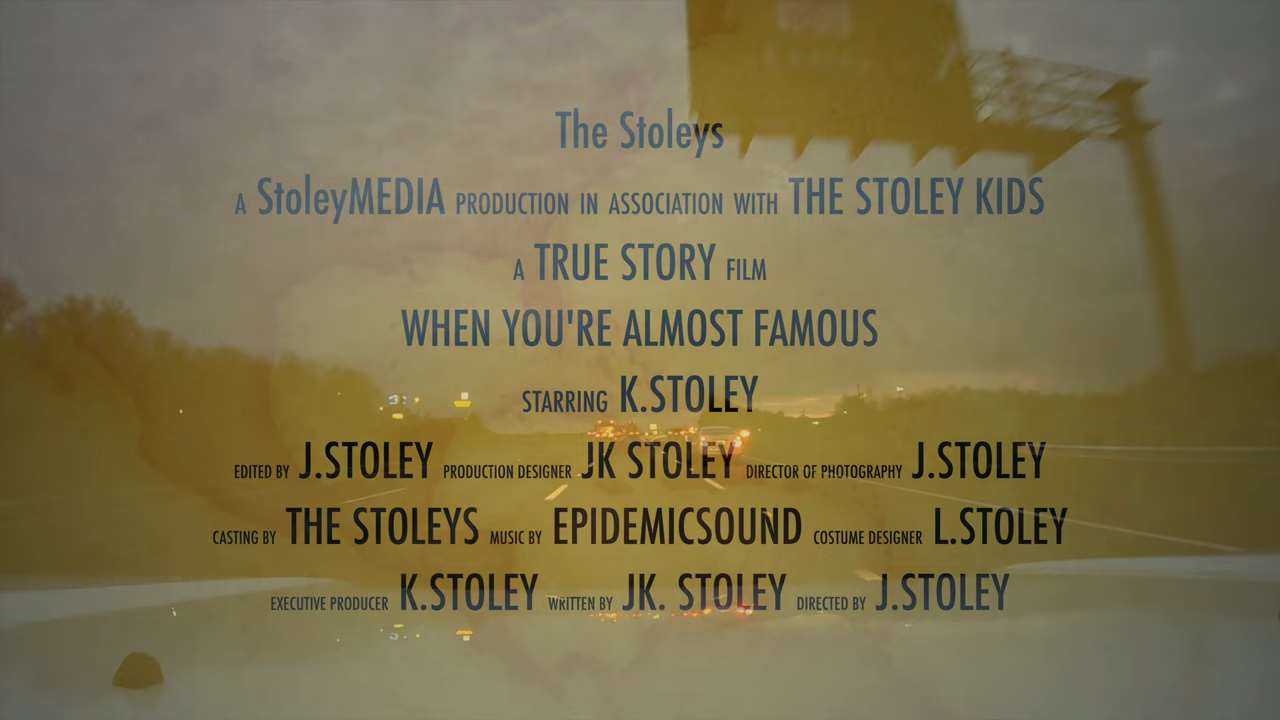 The Stoleys
A StoleyMEDIA PRODUCTION IN ASSOCIATION WITH THE STOLEY KIDS
A TRUE STORY FILM
WHEN YOU'RE ALMOST FAMOUS
STARRING K.STOLEY
EDITED BY J.STOLEY PRODUCTION DESIGNER JK STOLEY DIRECTOR OF PHOTOGRAPHY J.STOLEY
CASTING BY THE STOLEYS MUSIC BY EPIDEMICSOUND COSTUME DESIGNER L.STOLEY
EXECUTIVE PRODUCER K.STOLEY WRITTEN BY JK. STOLEY DIRECTED BY J.STOLEY